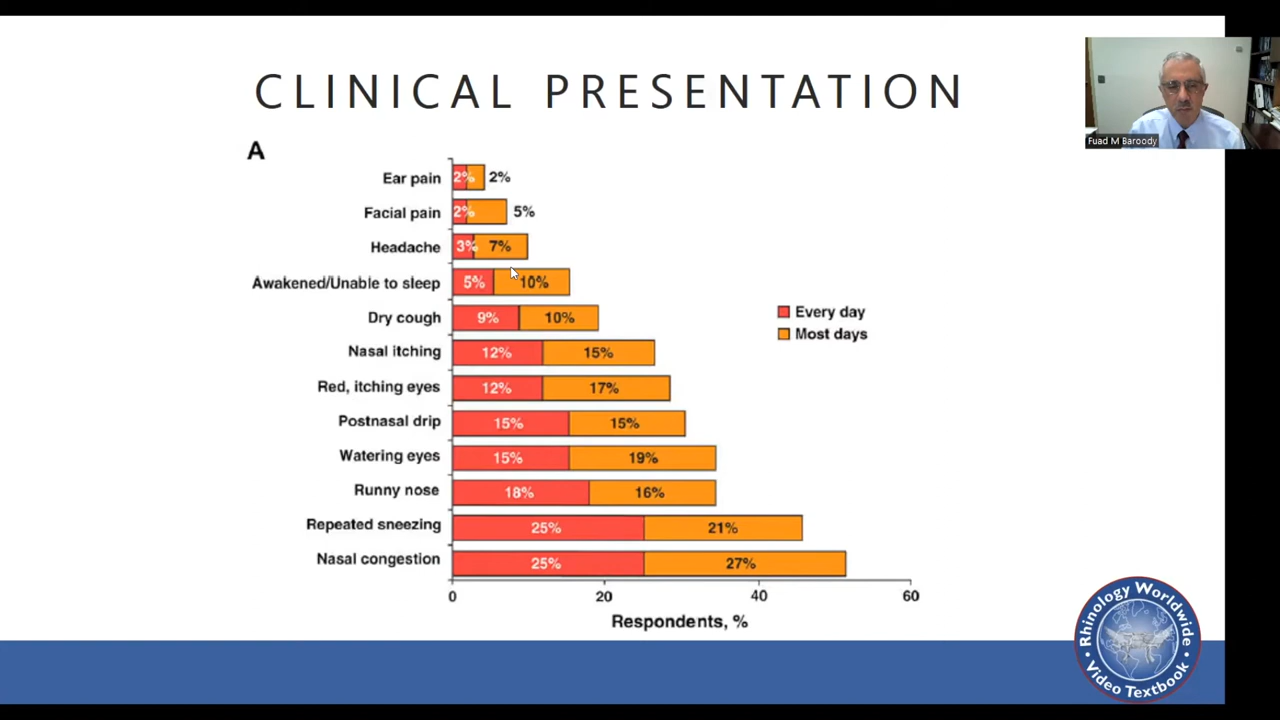 CLINICAL PRESENTATION
Fuad M Baroody
A
Ear pain 2% 2%
Facial pain 2% 5%
Headache 3% 7%
Awakened/Unable to sleep 5% 10%
Dry cough 9% 10%
Nasal itching 12% 15%
Red, itching eyes 12% 17%
Postnasal drip 15% 15%
Watering eyes 15% 19%
Runny nose 18% 16%
Repeated sneezing 25% 21%
Nasal congestion 25% 27%
Every day
Most days
0 20 40 60
Respondents, %
Rhinology Worldwide
Video Textbook